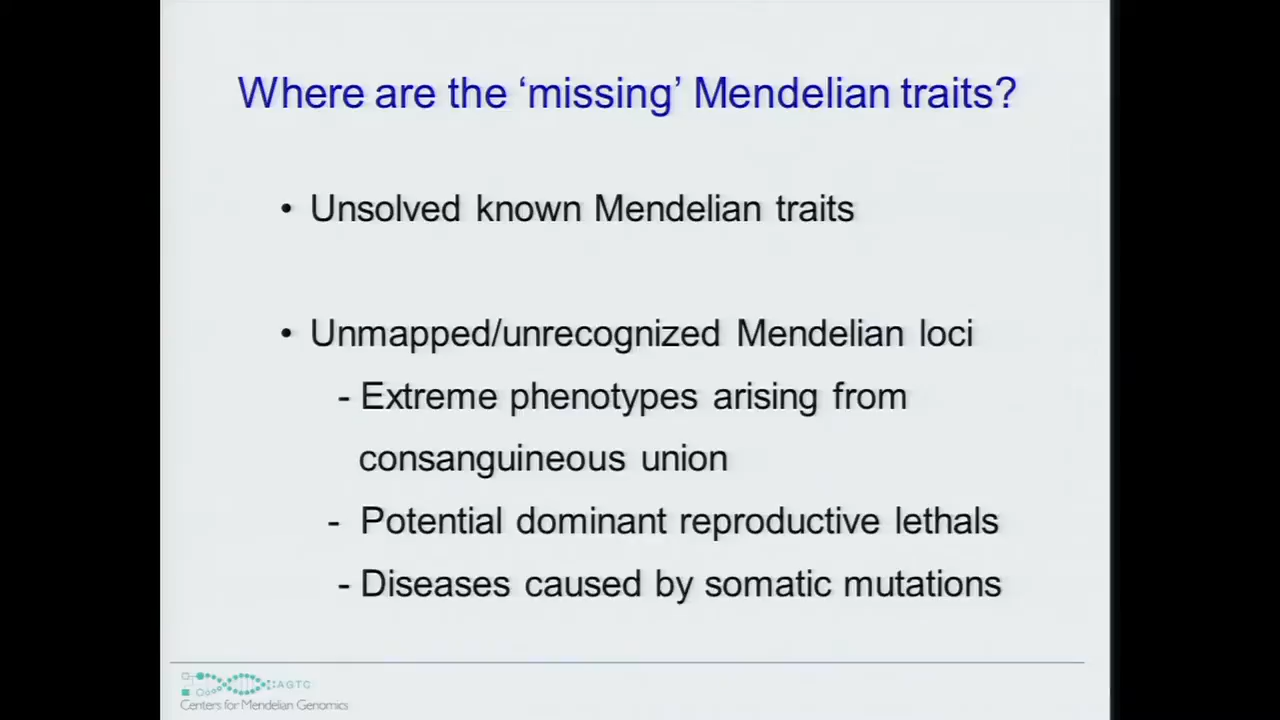 Where are the ‘missing’ Mendelian traits?
• Unsolved known Mendelian traits
• Unmapped/unrecognized Mendelian loci
- Extreme phenotypes arising from
consanguineous union
- Potential dominant reproductive lethals
- Diseases caused by somatic mutations
AGTC
Centers for Mendelian Genomics